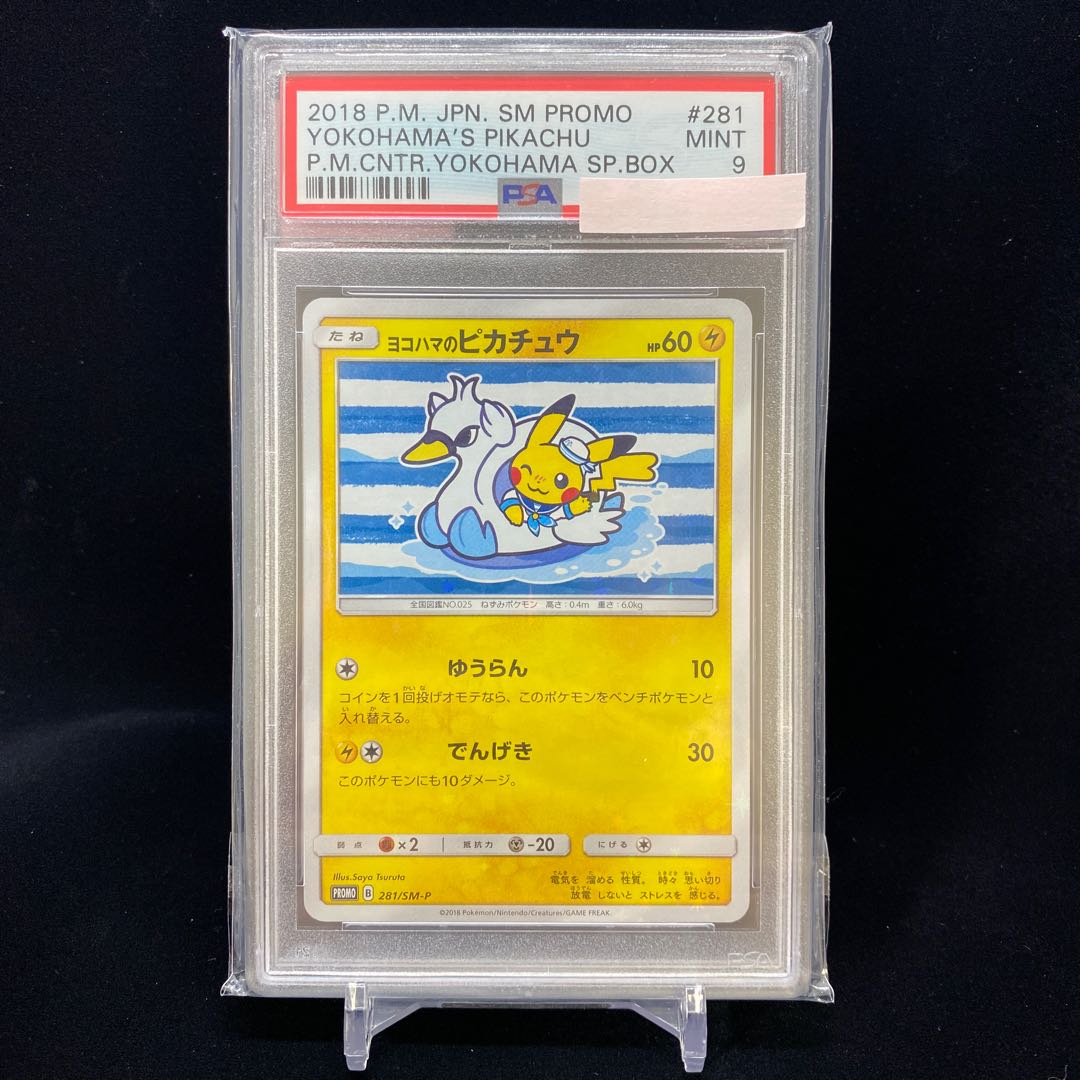 2018 P.M. JPN. SM PROMO #281
YOKOHAMA'S PIKACHU MINT
P.M.CNTR.YOKOHAMA SP.BOX 9
PSA
たね ヨコハマのピカチュウ HP60
全国図鑑NO.025 ねずみポケモン 高さ:0.4m 重さ:6.0kg
ゆうらん 10
コインを1回投げオモテなら、このポケモンをベンチポケモンと
入れ替える。
でんげき 30
このポケモンにも10ダメージ。
弱点 ×2 抵抗力 -20 にげる
Illus.Saya Tsuruta
電気を 溜める 性質。 時々 思い切り
放電 しないと ストレスを 感じる。
PROMO B 281/SM-P
©2018 Pokémon/Nintendo/Creatures/GAME FREAK.
PSA